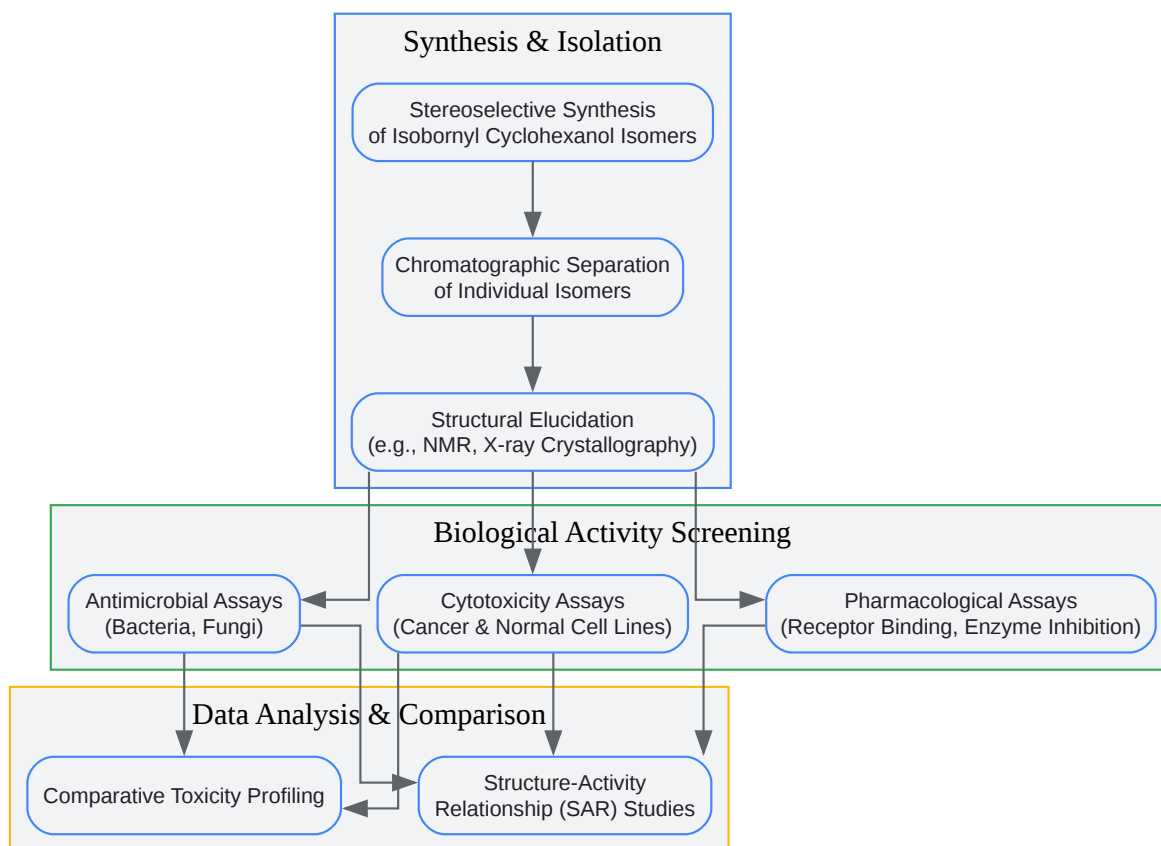 Synthesis & Isolation
Stereoselective Synthesis
of Isobornyl Cyclohexanol Isomers
Chromatographic Separation
of Individual Isomers
Structural Elucidation
(e.g., NMR, X-ray Crystallography)
Biological Activity Screening
Antimicrobial Assays
(Bacteria, Fungi)
Cytotoxicity Assays
(Cancer & Normal Cell Lines)
Pharmacological Assays
(Receptor Binding, Enzyme Inhibition)
Data Analysis & Comparison
Comparative Toxicity Profiling
Structure-Activity
Relationship (SAR) Studies